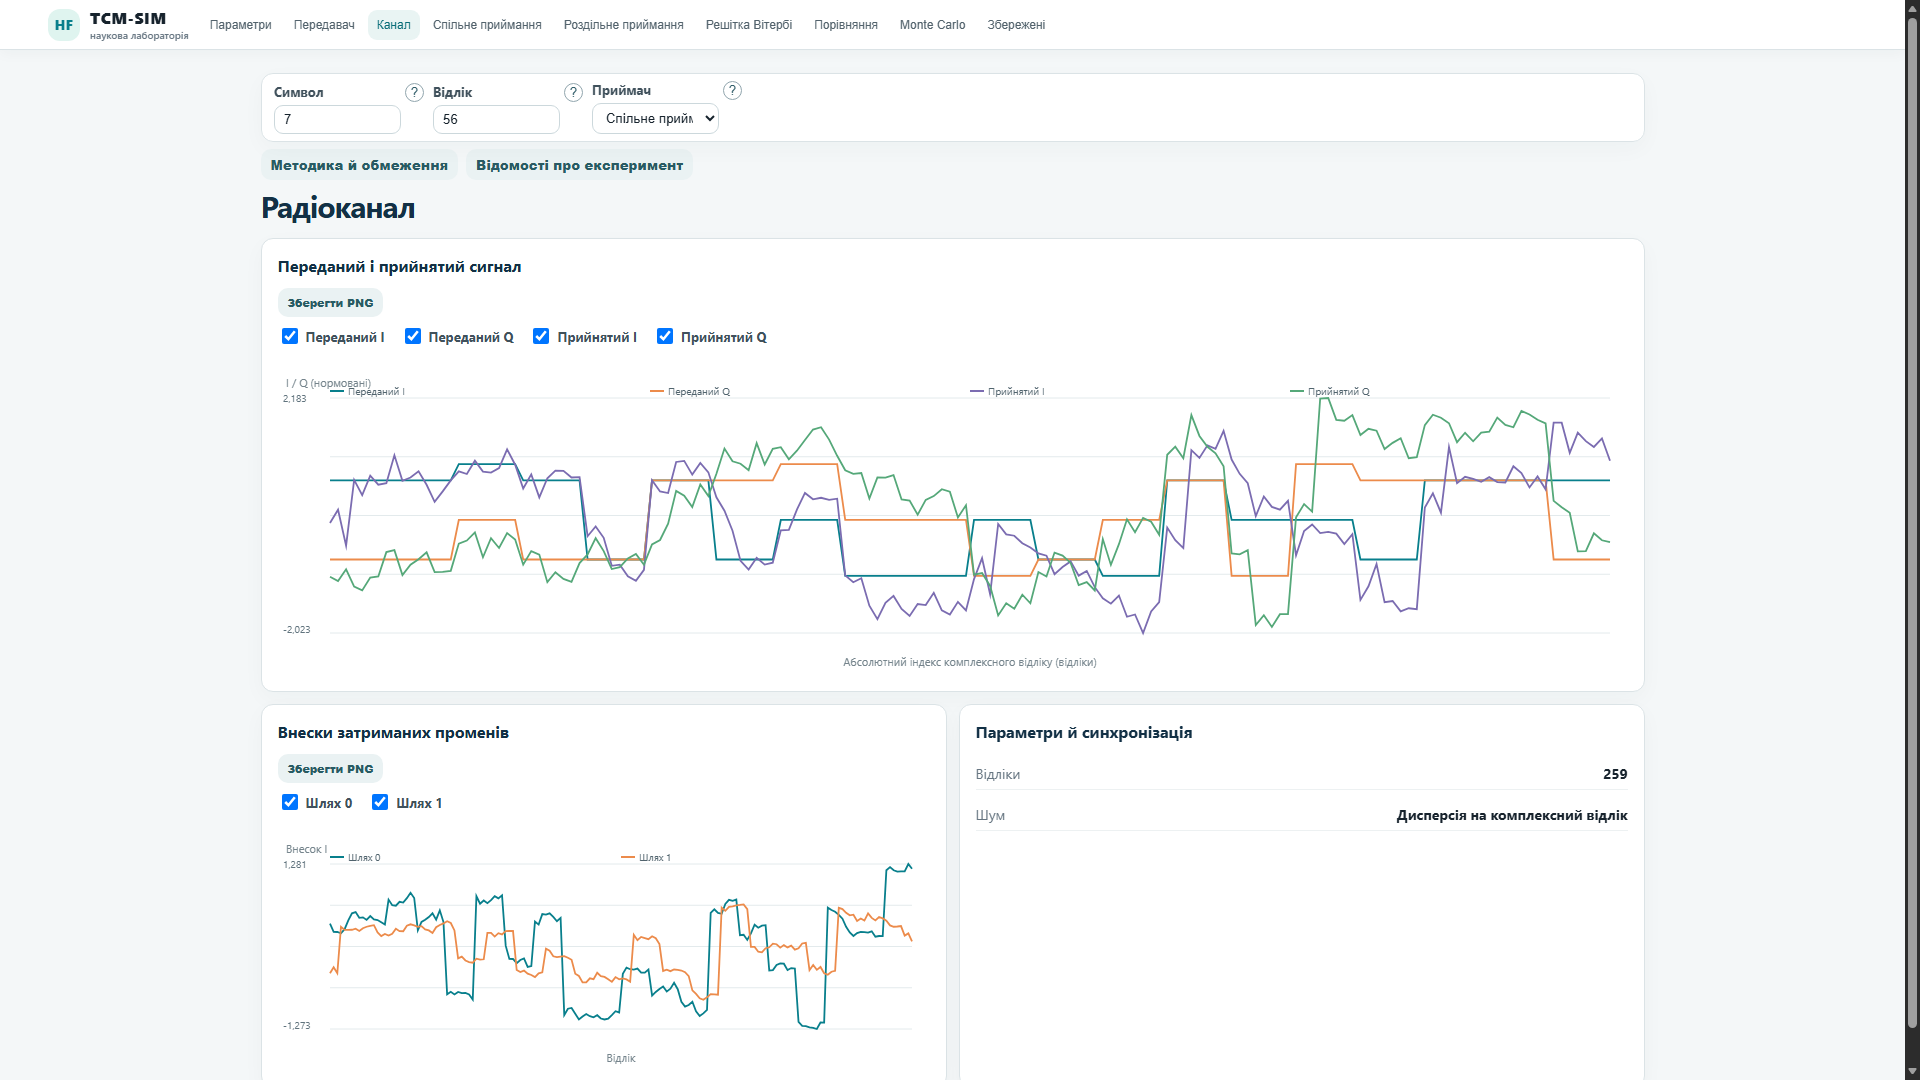 HF
TCM-SIM
наукова лабораторія
Параметри
Передавач
Канал
Спільне приймання
Роздільне приймання
Решітка Вітербі
Порівняння
Monte Carlo
Збережені
Символ
?
Відлік
?
Приймач
?
7
56
Спільне прийм
Методика й обмеження
Відомості про експеримент
Радіоканал
Переданий і прийнятий сигнал
Зберегти PNG
Переданий I
Переданий Q
Прийнятий I
Прийнятий Q
I / Q (нормовані)
Переданий I
Переданий Q
Прийнятий I
Прийнятий Q
2,183
-2,023
Абсолютний індекс комплексного відліку (відліки)
Внески затриманих променів
Зберегти PNG
Шлях 0
Шлях 1
Внесок I
Шлях 0
Шлях 1
1,281
-1,273
Відлік
Параметри й синхронізація
Відліки
259
Шум
Дисперсія на комплексний відлік